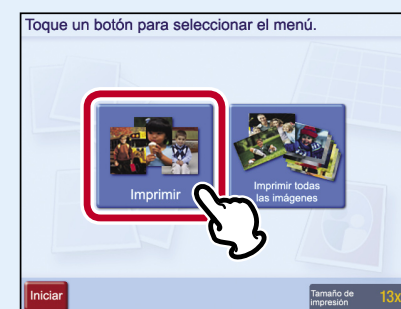 Toque un botón para seleccionar el menú.
Imprimir
Imprimir todas
las imágenes
Iniciar
Tamaño de
impresión
13x